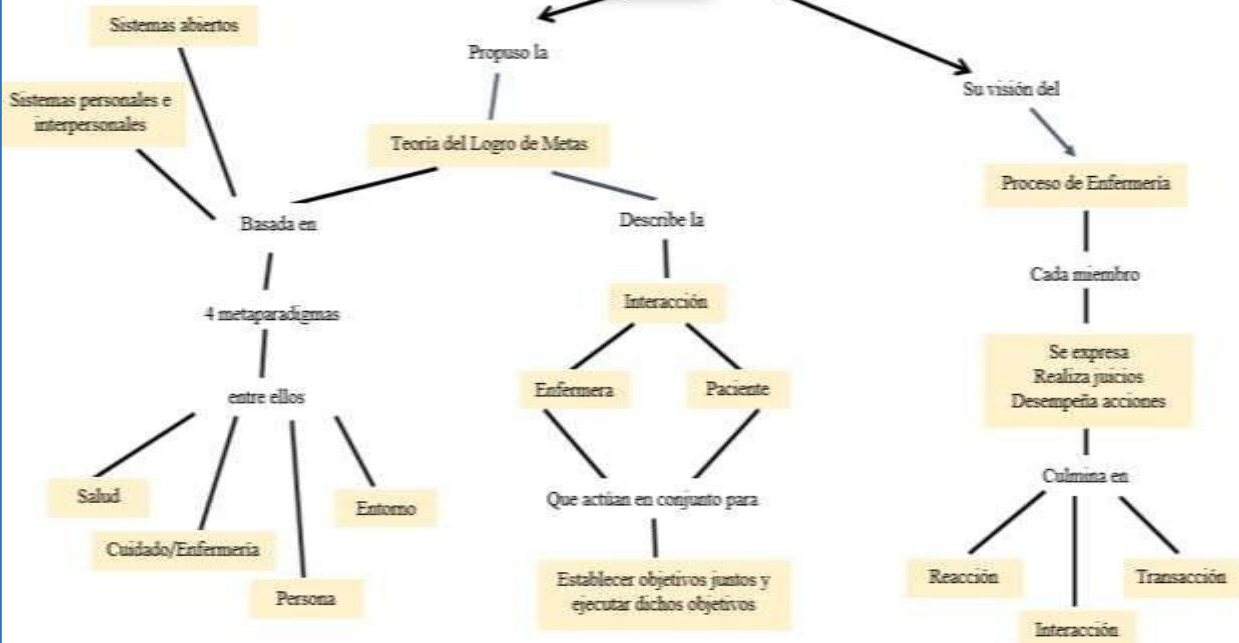 Sistemas abiertos
Sistemas personales e
interpersonales
Propuso la
Teoría del Logro de Metas
Basada en
4 metaparadigmas
entre ellos
Salud
Cuidado/Enfermería
Persona
Entorno
Describe la
Interacción
Enfermera
Paciente
Que actúan en conjunto para
Establecer objetivos juntos y
ejecutar dichos objetivos
Su visión del
Proceso de Enfermería
Cada miembro
Se expresa
Realiza juicios
Desempeña acciones
Culmina en
Reacción
Interacción
Transacción